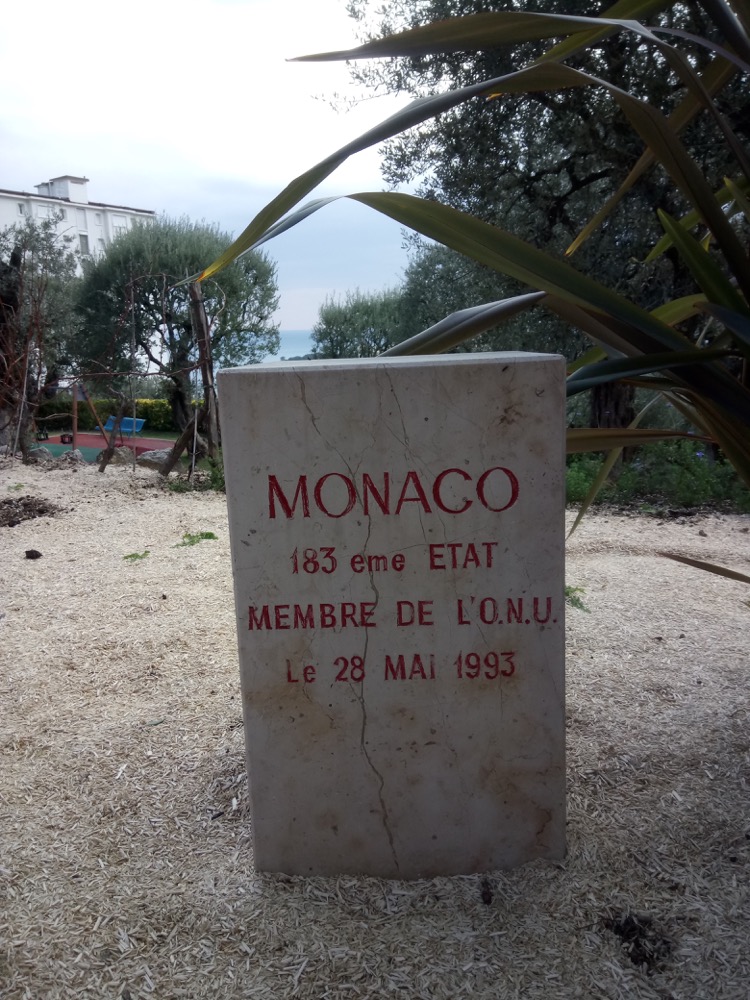 MONACO
183 eme ETAT
MEMBRE DE L'O.N.U.
Le 28 MAI 1993